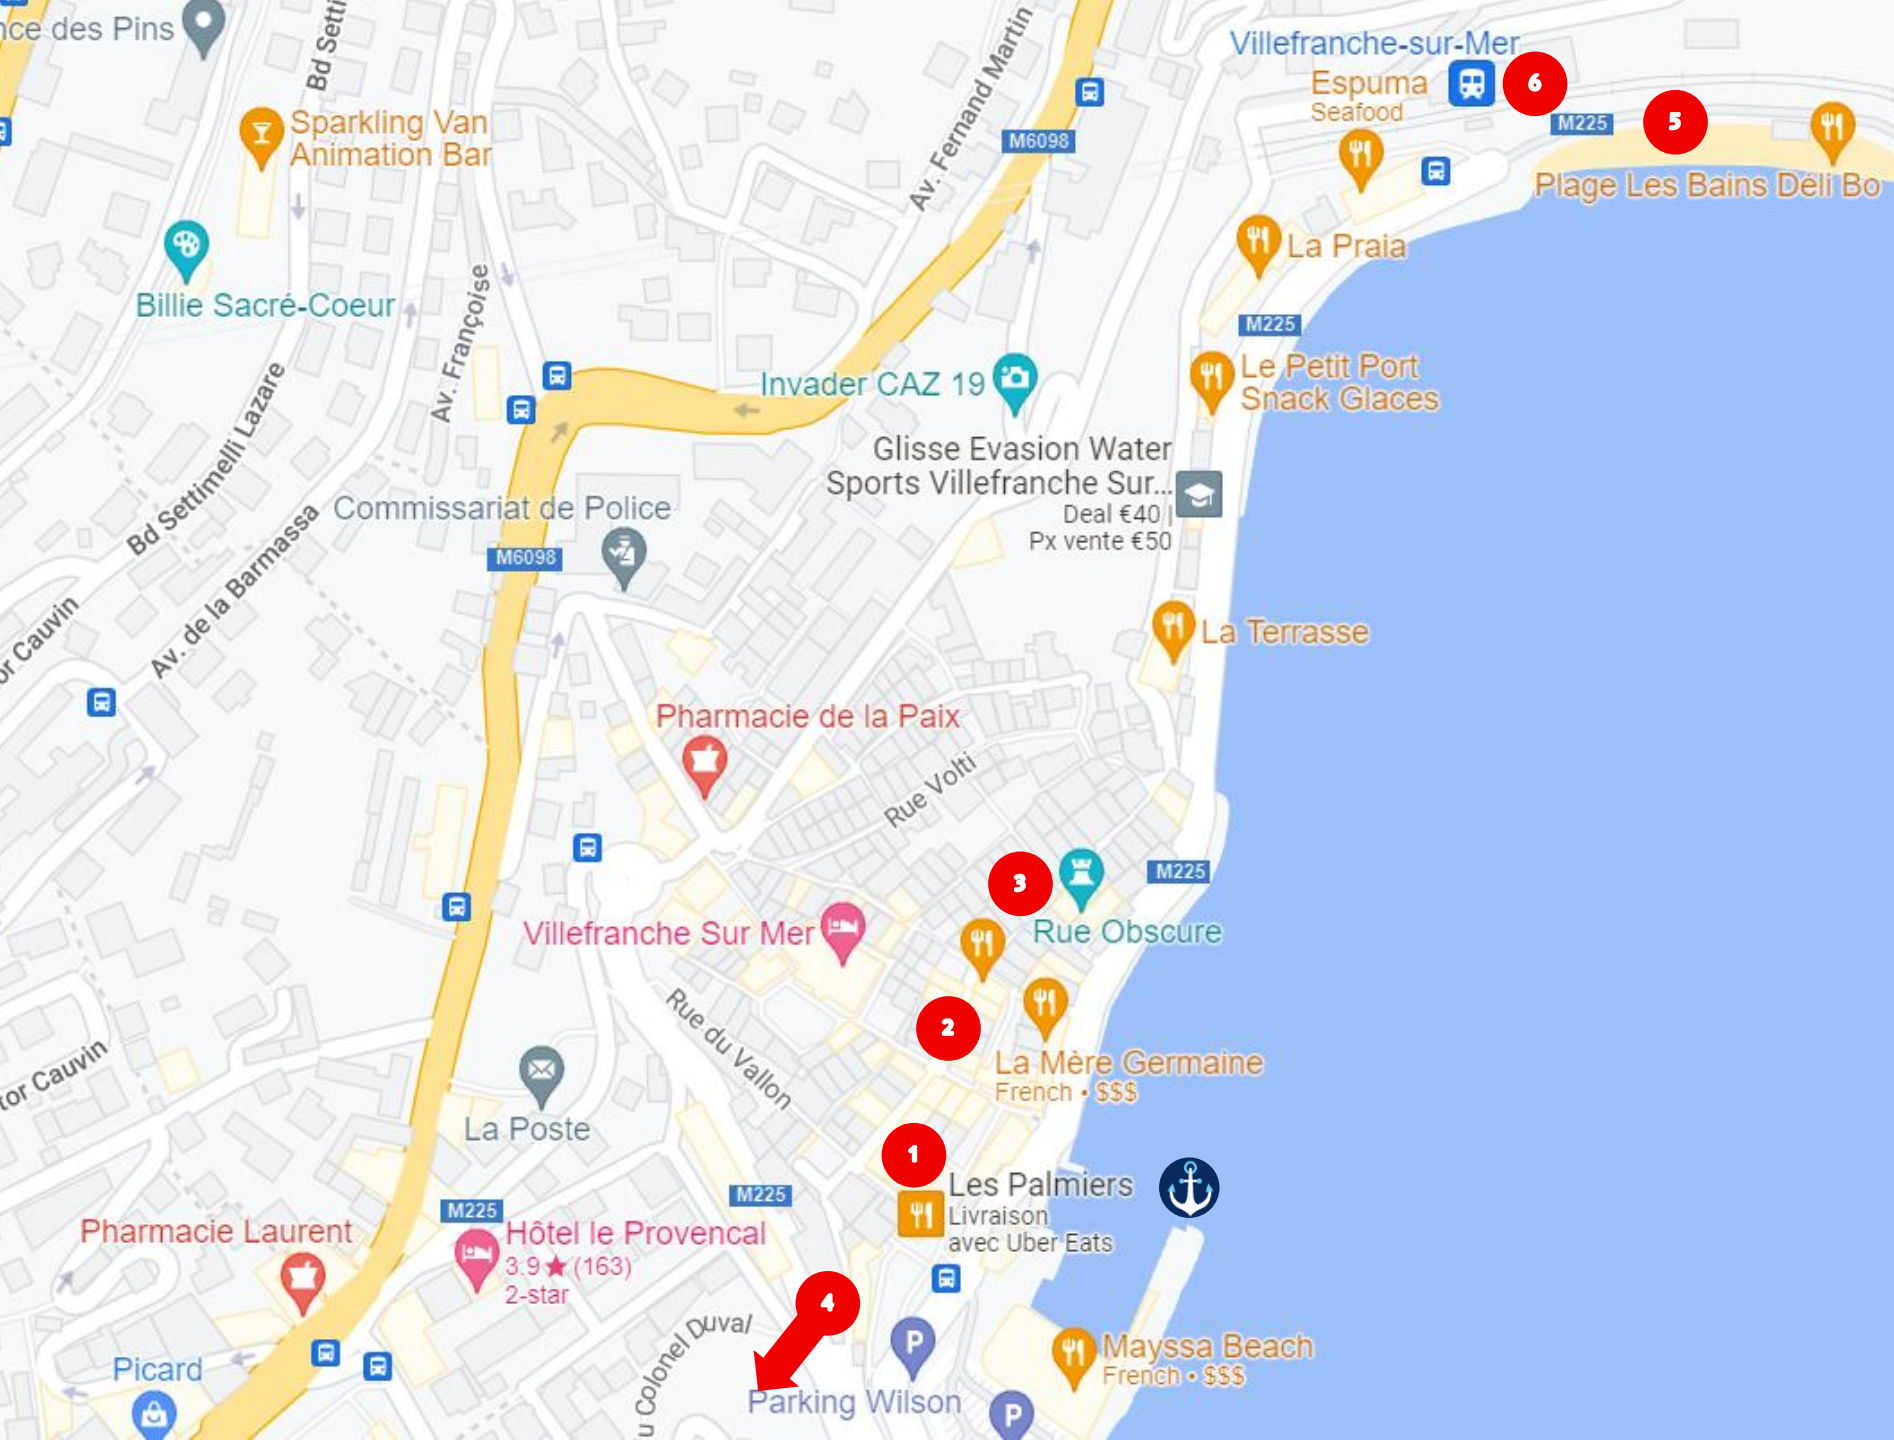 nce des Pins
Bd Setti
Av. Fernand Martin
Villefranche-sur-Mer
Espuma
Seafood
6
M225
5
Sparkling Van
Animation Bar
M6098
Plage Les Bains Déli Bo
La Praia
Billie Sacré-Coeur
Av. Françoise
M225
Invader CAZ 19
Le Petit Port
Snack Glaces
Bd Settimelli Lazare
Glisse Evasion Water
Sports Villefranche Sur...
Deal €40 |
Px vente €50
Commissariat de Police
M6098
Av. de la Barmassa
or Cauvin
La Terrasse
Pharmacie de la Paix
Rue Volti
3
M225
Rue Obscure
Villefranche Sur Mer
2
Rue du Vallon
La Mère Germaine
French • $$$
tor Cauvin
La Poste
1
Les Palmiers
Livraison
avec Uber Eats
M225
M225
Pharmacie Laurent
Hôtel le Provencal
3.9★(163)
2-star
4
u Colonel Duval
P
Mayssa Beach
French • $$$
Picard
Parking Wilson
P